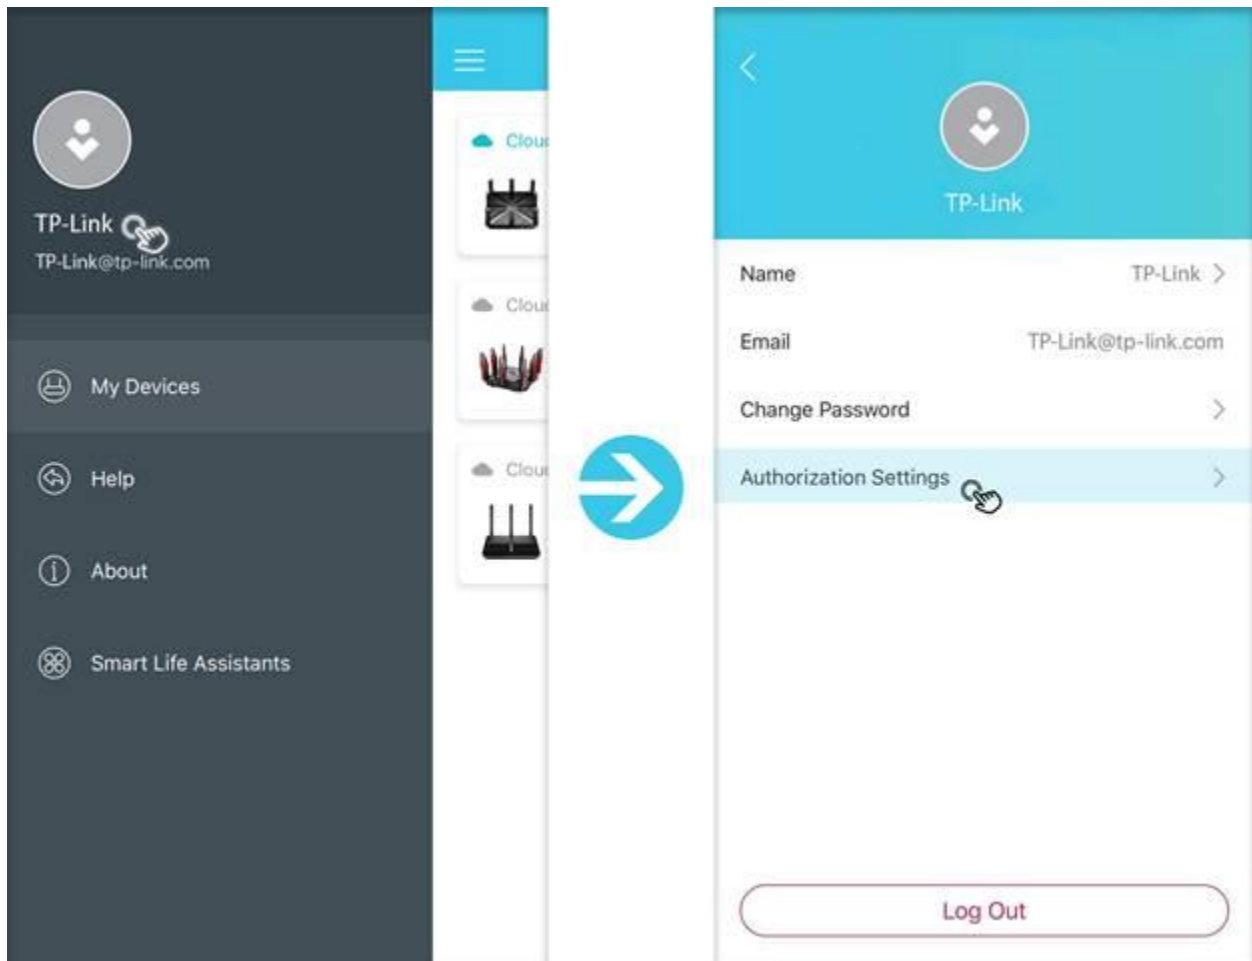 TP-Link
TP-Link@tp-link.com
My Devices
Help
About
Smart Life Assistants
TP-Link
Name TP-Link
Email TP-Link@tp-link.com
Change Password
Authorization Settings
Log Out